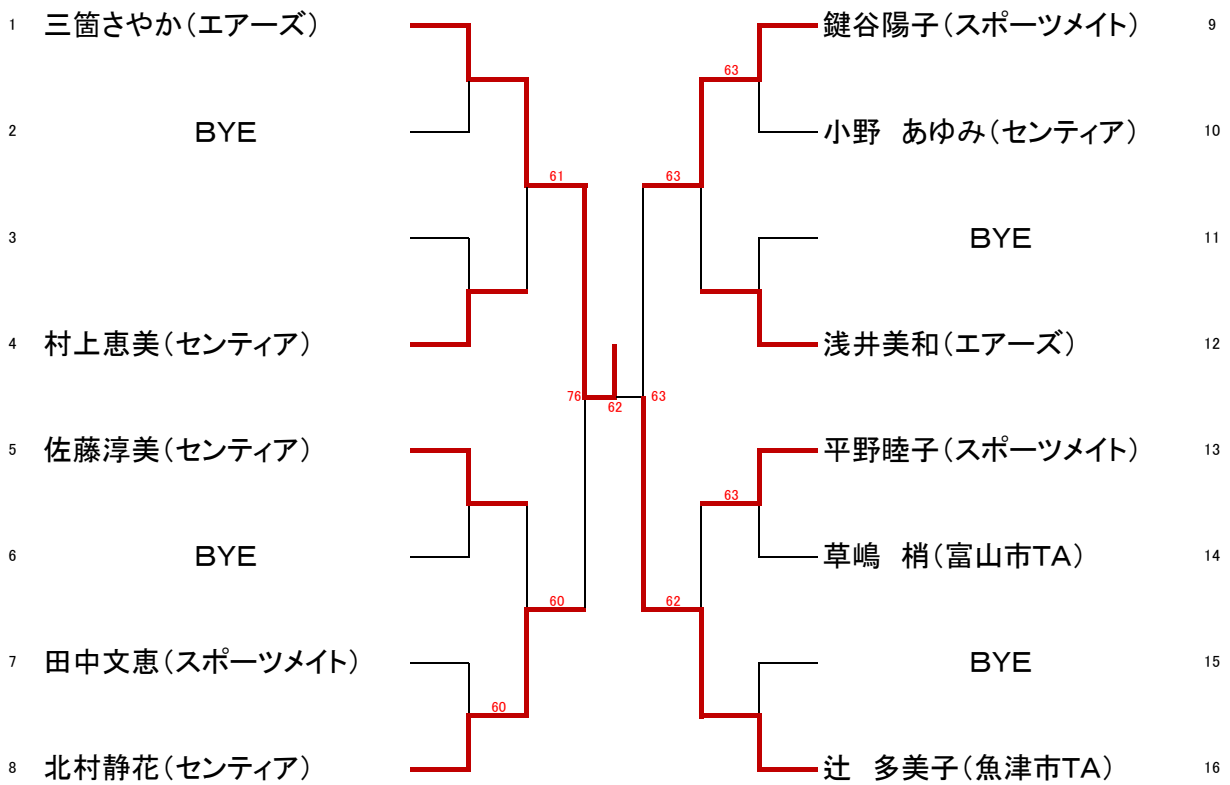 1 三箇さやか（エアーズ）
2 BYE
3
4 村上恵美（センティア）
5 佐藤淳美（センティア）
6 BYE
7 田中文恵（スポーツメイト）
8 北村静花（センティア）
61
60
60
76
62
63
63
63
63
62
鍵谷陽子（スポーツメイト） 9
小野 あゆみ（センティア） 10
BYE 11
浅井美和（エアーズ） 12
平野睦子（スポーツメイト） 13
草嶋 梢（富山市TA） 14
BYE 15
辻 多美子（魚津市TA） 16